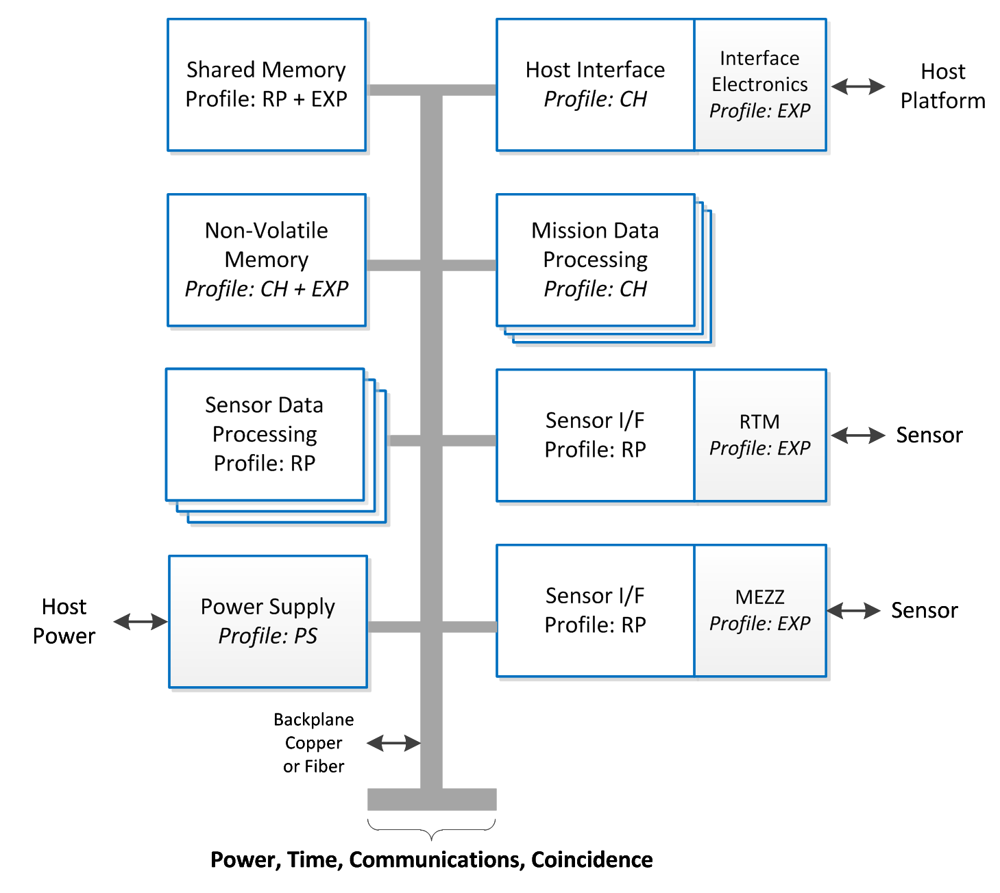 Shared Memory
Profile: RP + EXP
Host Interface
Profile: CH
Interface
Electronics
Profile: EXP
Host
Platform
Non-Volatile
Memory
Profile: CH + EXP
Mission Data
Processing
Profile: CH
Sensor Data
Processing
Profile: RP
Sensor I/F
Profile: RP
RTM
Profile: EXP
Sensor
Host
Power
Power Supply
Profile: PS
Sensor I/F
Profile: RP
MEZZ
Profile: EXP
Sensor
Backplane
Copper
or Fiber
Power, Time, Communications, Coincidence